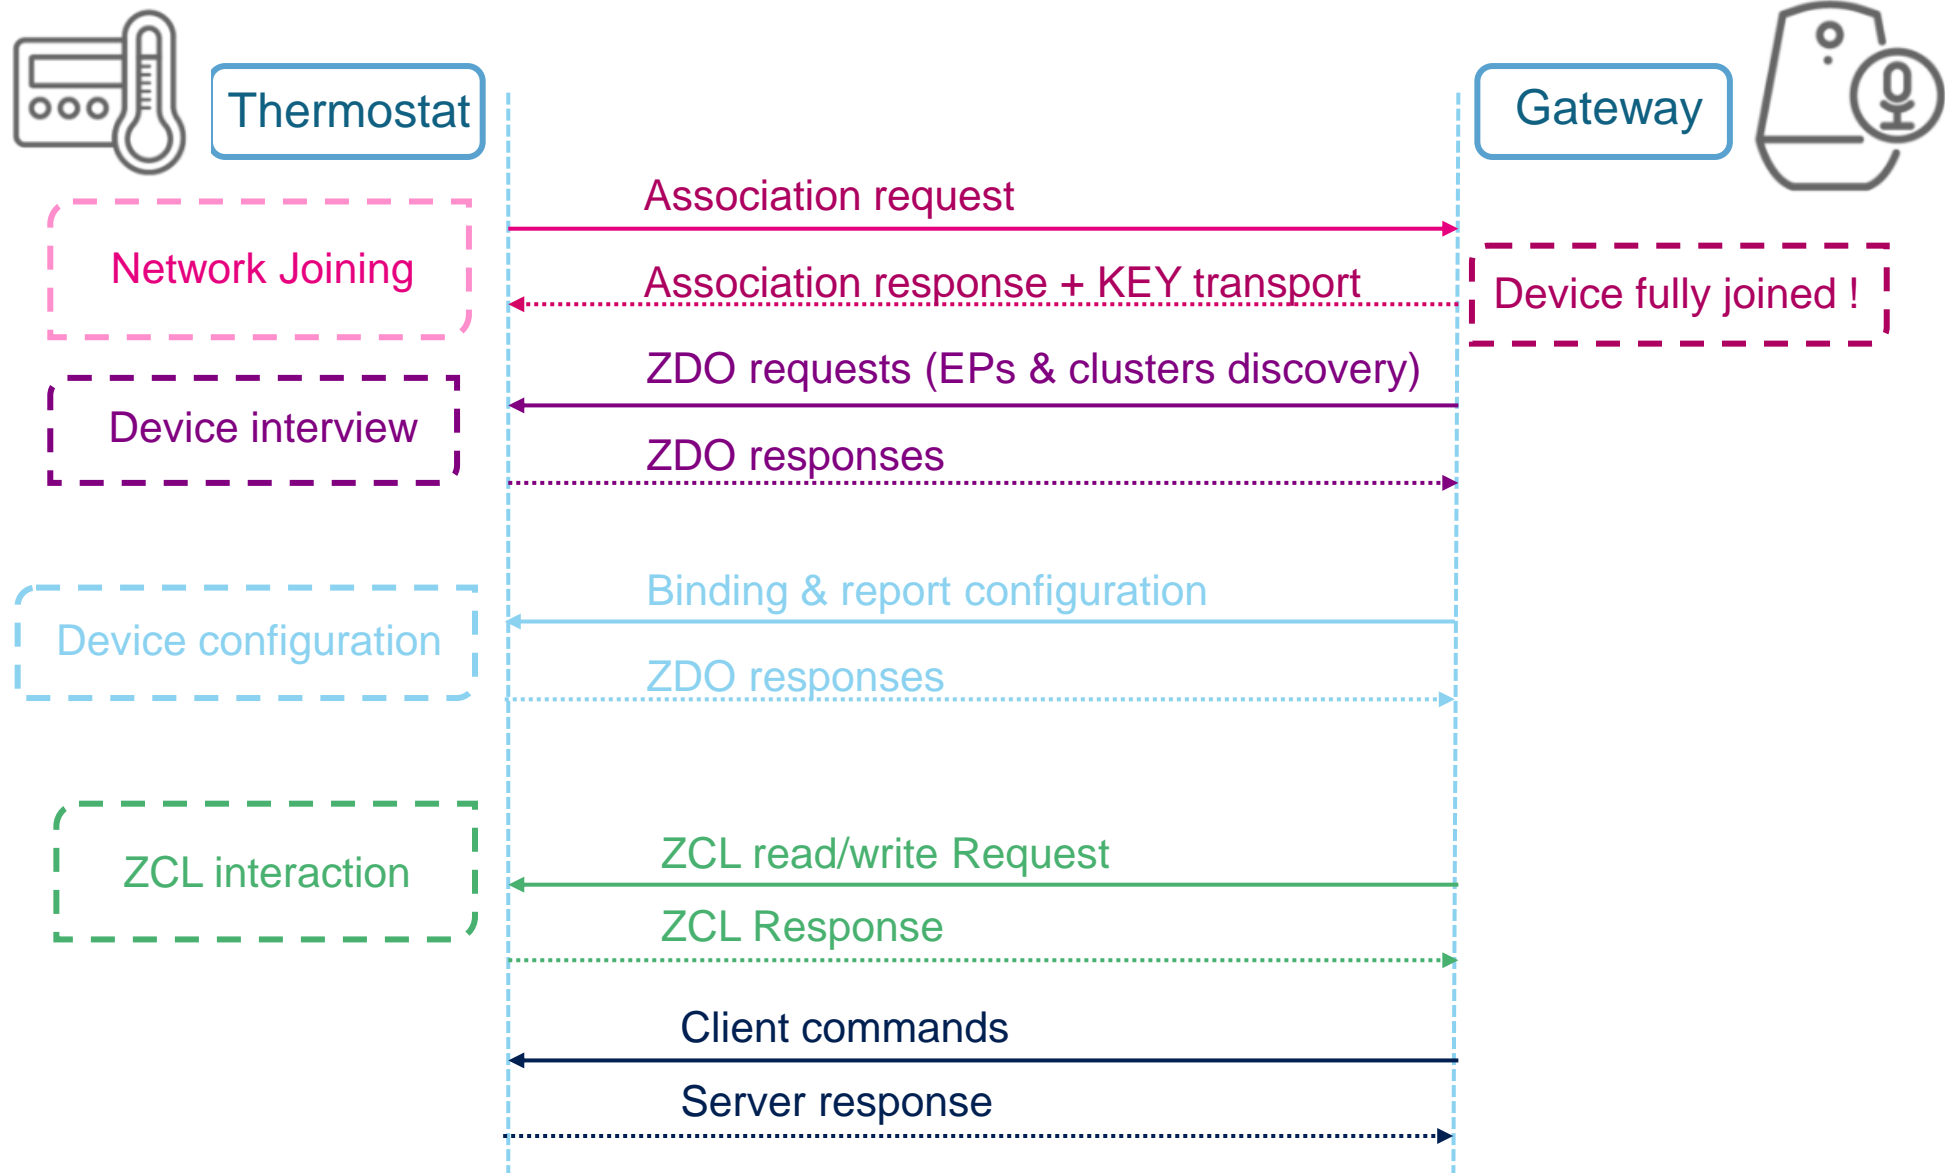 Thermostat
Gateway
Association request
Network Joining
Association response + KEY transport
Device fully joined !
ZDO requests (EPs & clusters discovery)
Device interview
ZDO responses
Binding & report configuration
Device configuration
ZDO responses
ZCL read/write Request
ZCL interaction
ZCL Response
Client commands
Server response